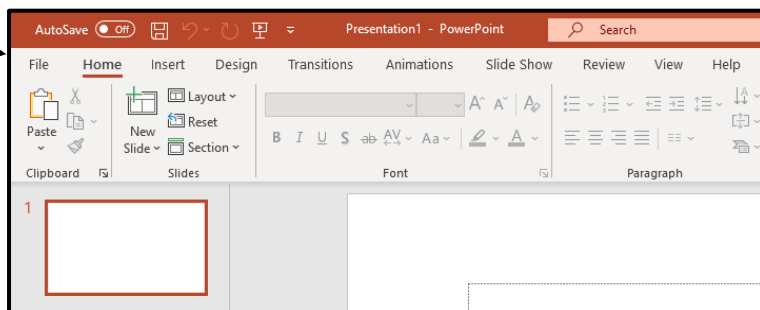 AutoSave Off Presentation1 - PowerPoint Search
File Home Insert Design Transitions Animations Slide Show Review View Help
Paste New Slide Layout Reset Section
B I U S ab AV Aa A A A A A
Clipboard Slides Font Paragraph
1